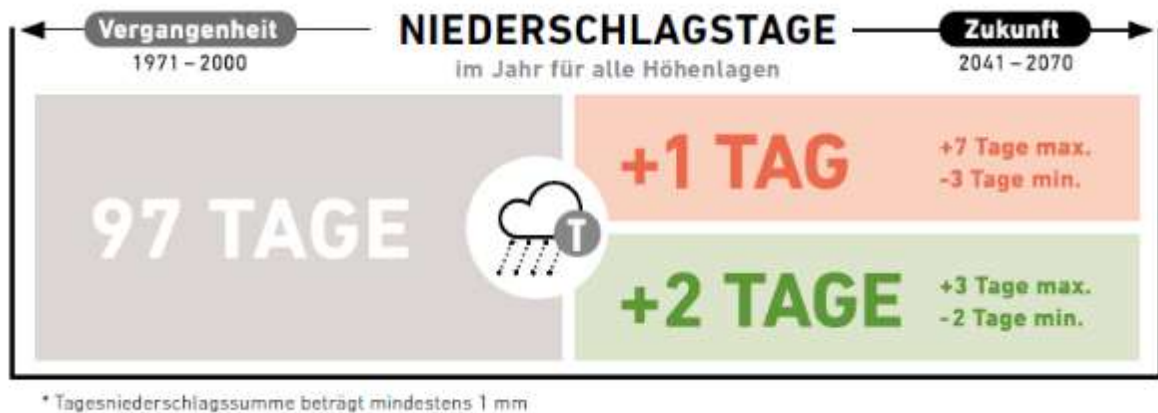 Vergangenheit
1971 – 2000
NIEDERSCHLAGSTAGE
im Jahr für alle Höhenlagen
Zukunft
2041 – 2070
97 TAGE
T
+1 TAG
+7 Tage max.
-3 Tage min.
+2 TAGE
+3 Tage max.
-2 Tage min.
* Tagesniederschlagssumme beträgt mindestens 1 mm